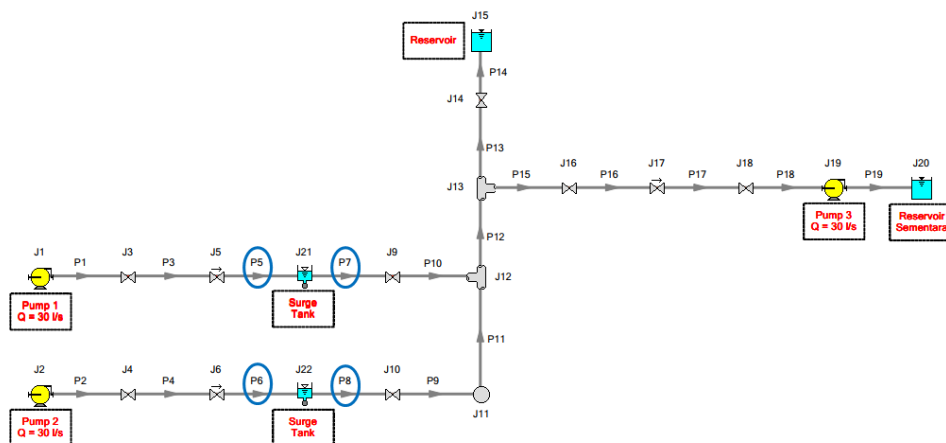 J15
Reservoir
P14
J14
P13
J16
J17
J18
J19
J20
P15
P16
P17
P18
P19
J13
Pump 3
Q = 30 l/s
Reservoir
Sementara
P12
J1
J3
J5
P5
J21
P7
J9
P1
P3
P10
J12
Pump 1
Q = 30 l/s
Surge
Tank
P11
J2
J4
J6
P6
J22
P8
J10
P2
P4
P9
J11
Pump 2
Q = 30 l/s
Surge
Tank